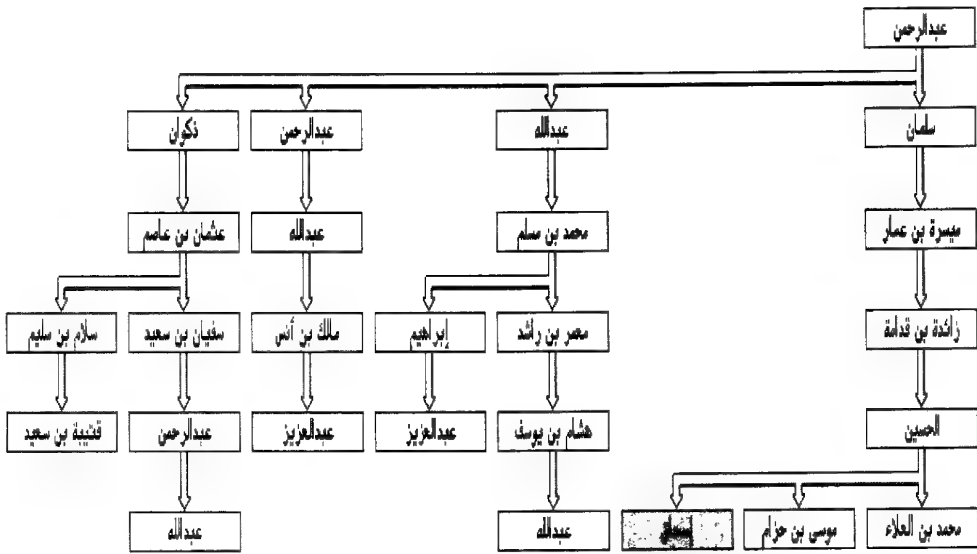 عبدالرحمن
سلمان
عبدالله
عبدالرحمن
ذكوان
ميسرة بن عمار
محمد بن مسلم
عبدالله
عثمان بن عاصم
زائدة بن قدامة
معمر بن راشد
إبراهيم
مالك بن أنس
سفيان بن سعيد
سلام بن سليم
الحسين
هشام بن يوسف
عبدالعزيز
عبدالعزيز
عبدالرحمن
قتيبة بن سعيد
محمد بن العلاء
موسى بن حزام
عبدالله
عبدالله